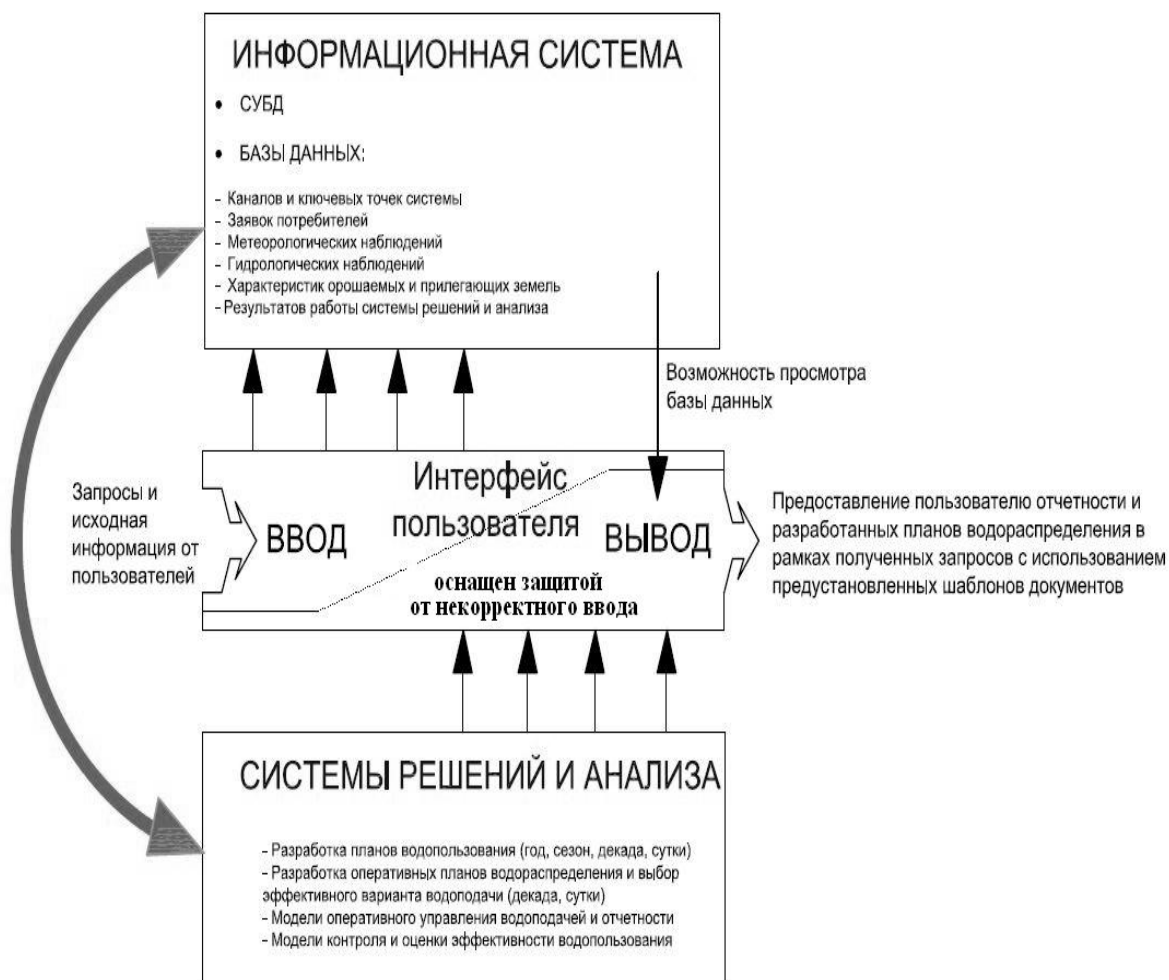 ИНФОРМАЦИОННАЯ СИСТЕМА
• СУБД
• БАЗЫ ДАННЫХ:
- Каналов и ключевых точек системы
- Заявок потребителей
- Метеорологических наблюдений
- Гидрологических наблюдений
- Характеристик орошаемых и прилегающих земель
- Результатов работы системы решений и анализа
Возможность просмотра
базы данных
Запросы и
исходная
информация от
пользователей
ВВОД
Интерфейс
пользователя
ВЫВОД
оснащен защитой
от некорректного ввода
Предоставление пользователю отчетности и
разработанных планов водораспределения в
рамках полученных запросов с использованием
предустановленных шаблонов документов
СИСТЕМЫ РЕШЕНИЙ И АНАЛИЗА
- Разработка планов водопользования (год, сезон, декада, сутки)
- Разработка оперативных планов водораспределения и выбор
эффективного варианта водоподачи (декада, сутки)
- Модели оперативного управления водоподачей и отчетности
- Модели контроля и оценки эффективности водопользования